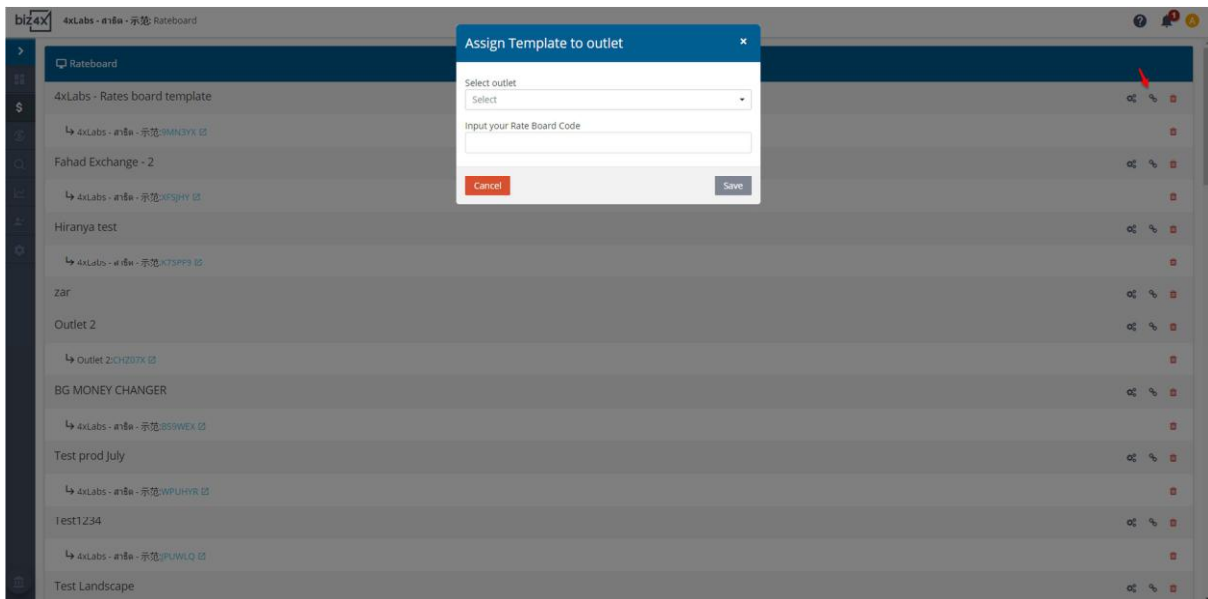 biz4x 4xLabs - สาธิต - 示范: Rateboard
1
A
Assign Template to outlet ×
Rateboard
Select outlet
Select
Input your Rate Board Code
Cancel Save
4xLabs - Rates board template
4xLabs - สาธิต - 示范:9MN3YX
Fahad Exchange - 2
4xLabs - สาธิต - 示范:XFSJHY
Hiranya test
4xLabs - สาธิต - 示范:K7SPP9
zar
Outlet 2
Outlet 2:CHZ07X
BG MONEY CHANGER
4xLabs - สาธิต - 示范:BS9WEX
Test prod July
4xLabs - สาธิต - 示范:WPUHYR
Test1234
4xLabs - สาธิต - 示范:JPUWLQ
Test Landscape